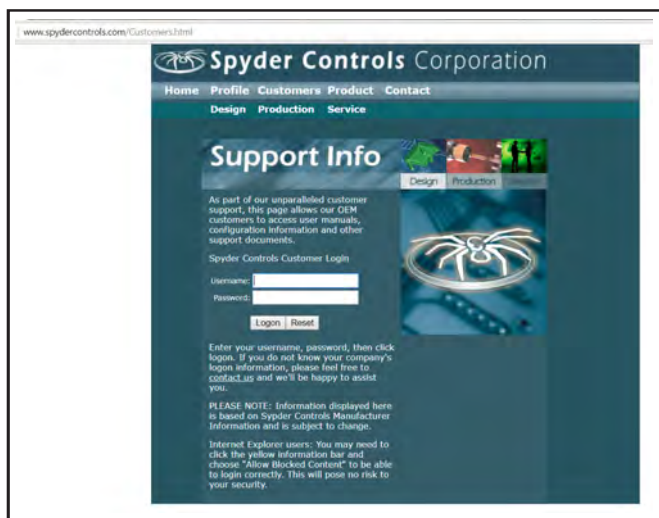 www.spydercontrols.com/Customers.html
Spyder Controls Corporation
Home Profile Customers Product Contact
Design Production Service
Support Info
Design Production
As part of our unparalleled customer
support, this page allows our OEM
customers to access user manuals,
configuration information and other
support documents.
Spyder Controls Customer Login
Username:
Password:
Logon Reset
Enter your username, password, then click
logon. If you do not know your company's
logon information, please feel free to
contact us and we'll be happy to assist
you.
PLEASE NOTE: Information displayed here
is based on Sypder Controls Manufacturer
Information and is subject to change.
Internet Explorer users: You may need to
click the yellow information bar and
choose "Allow Blocked Content" to be able
to login correctly. This will pose no risk to
your security.